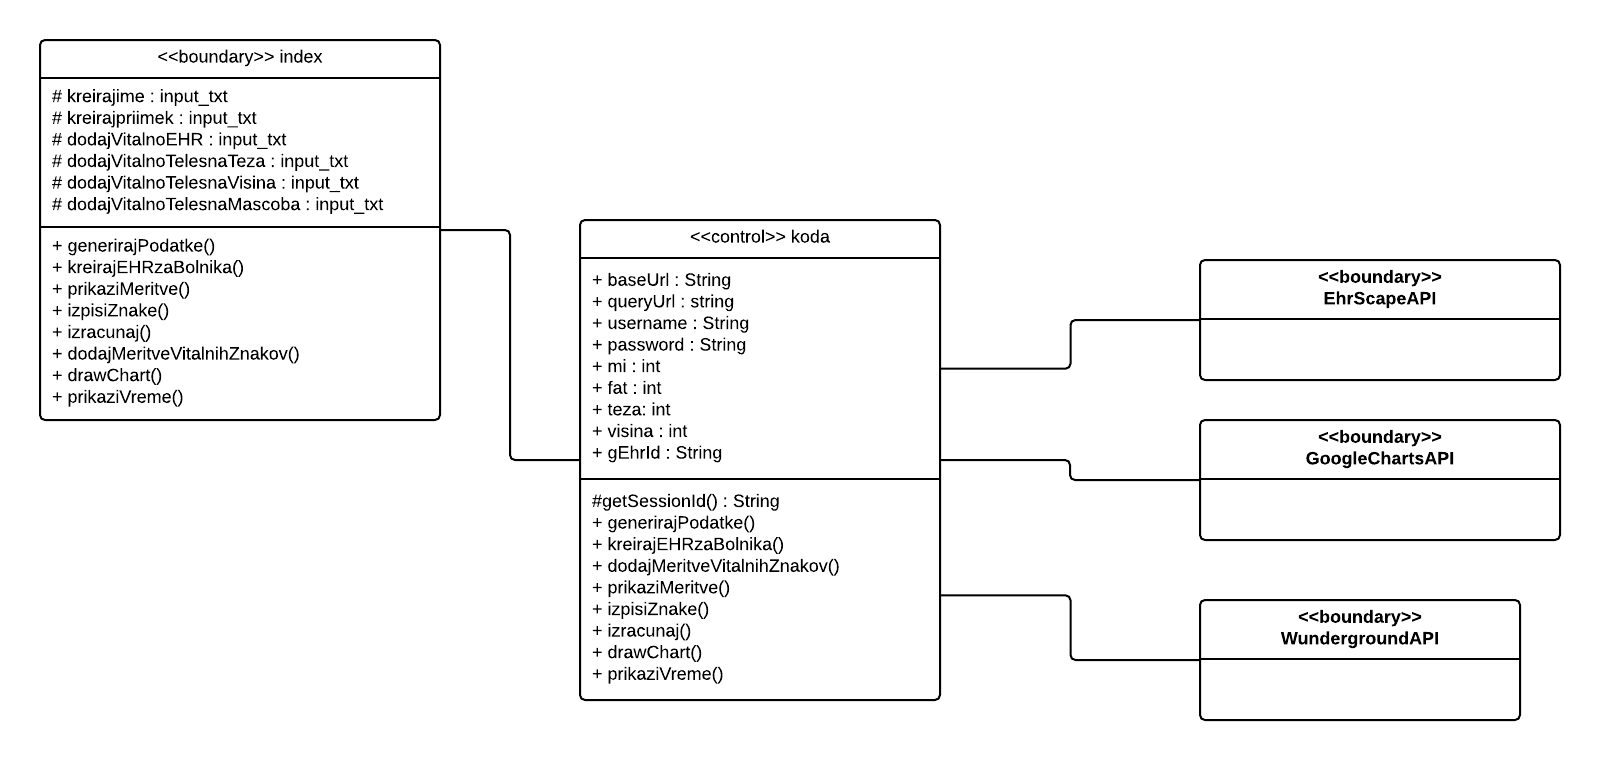 <<boundary>> index
# kreirajime : input_txt
# kreirajpriimek : input_txt
# dodajVitalnoEHR : input_txt
# dodajVitalnoTelesnaTeza : input_txt
# dodajVitalnoTelesnaVisina : input_txt
# dodajVitalnoTelesnaMascoba : input_txt
+ generirajPodatke()
+ kreirajEHRzaBolnika()
+ prikaziMeritve()
+ izpisiZnake()
+ izracunaj()
+ dodajMeritveVitalnihZnakov()
+ drawChart()
+ prikaziVreme()
<<control>> koda
+ baseUrl : String
+ queryUrl : string
+ username : String
+ password : String
+ mi : int
+ fat : int
+ teza: int
+ visina : int
+ gEhrId : String
#getSessionId() : String
+ generirajPodatke()
+ kreirajEHRzaBolnika()
+ dodajMeritveVitalnihZnakov()
+ prikaziMeritve()
+ izpisiZnake()
+ izracunaj()
+ drawChart()
+ prikaziVreme()
<<boundary>>
EhrScapeAPI
<<boundary>>
GoogleChartsAPI
<<boundary>>
WundergroundAPI